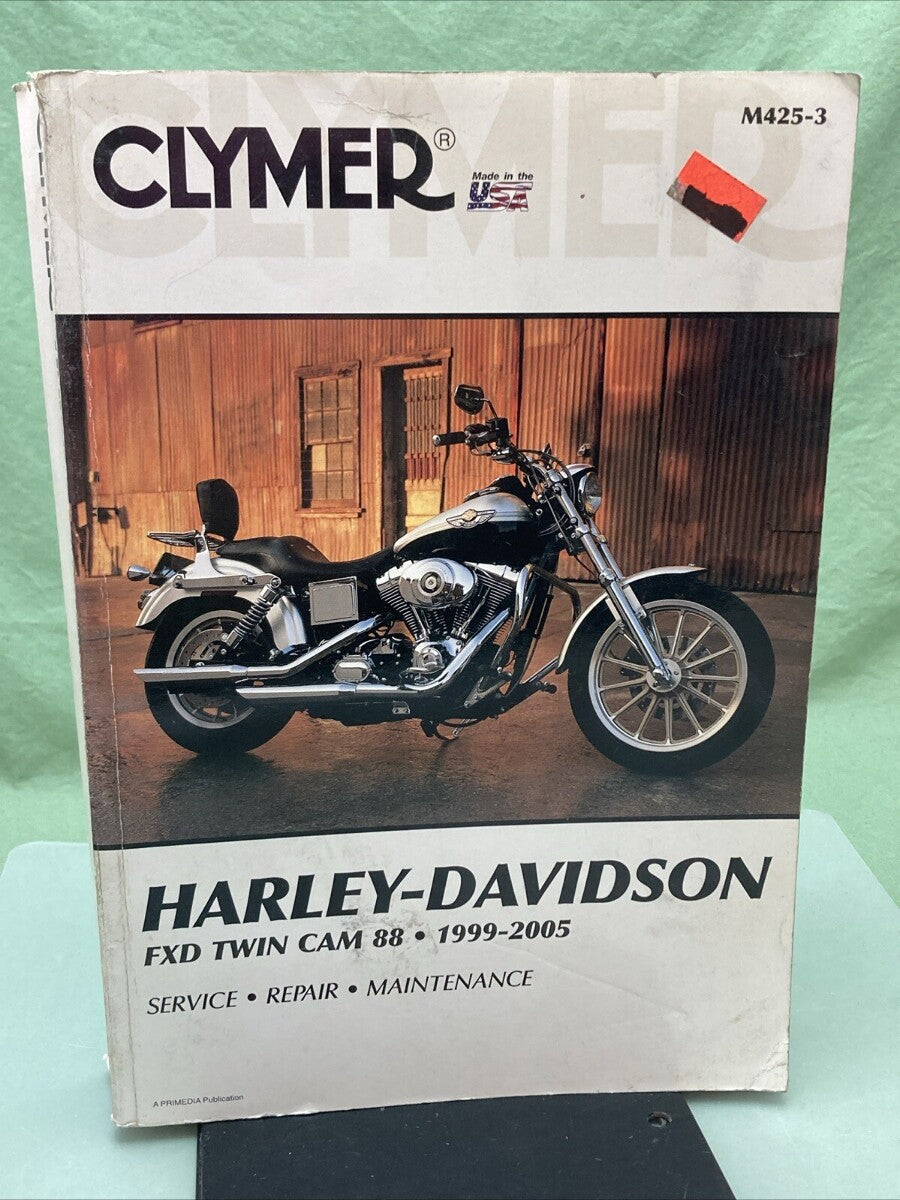 CLYMER
CLYMER®
Made in the
USA
M425-3
HARLEY-DAVIDSON
FXD TWIN CAM 88 • 1999-2005
SERVICE • REPAIR • MAINTENANCE
A PRIMEDIA Publication